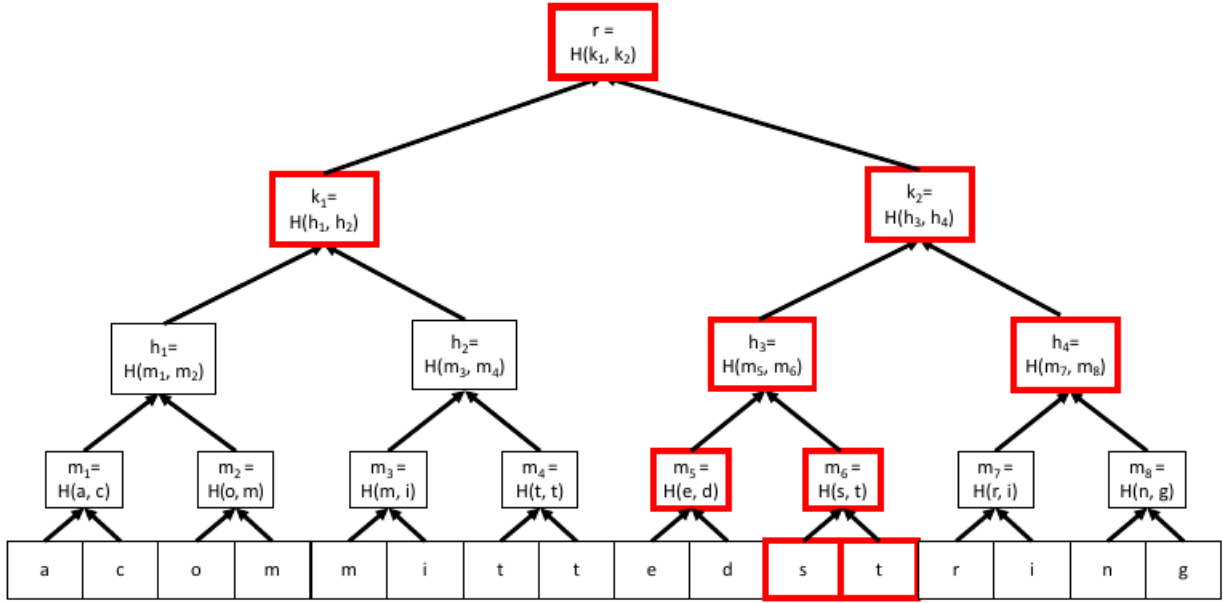 r =
H(k₁, k₂)
k₁=
H(h₁, h₂)
k₂=
H(h₃, h₄)
h₁=
H(m₁, m₂)
h₂=
H(m₃, m₄)
h₃=
H(m₅, m₆)
h₄=
H(m₇, m₈)
m₁=
H(a, c)
m₂=
H(o, m)
m₃=
H(m, i)
m₄=
H(t, t)
m₅=
H(e, d)
m₆=
H(s, t)
m₇=
H(r, i)
m₈=
H(n, g)
a c o m m i t t e d s t r i n g